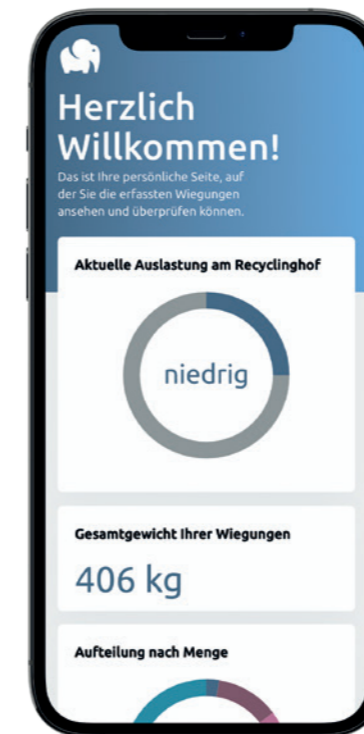 Herzlich
Willkommen!
Das ist Ihre persönliche Seite, auf
der Sie die erfassten Wiegungen
ansehen und überprüfen können.
Aktuelle Auslastung am Recyclinghof
niedrig
Gesamtgewicht Ihrer Wiegungen
406 kg
Aufteilung nach Menge